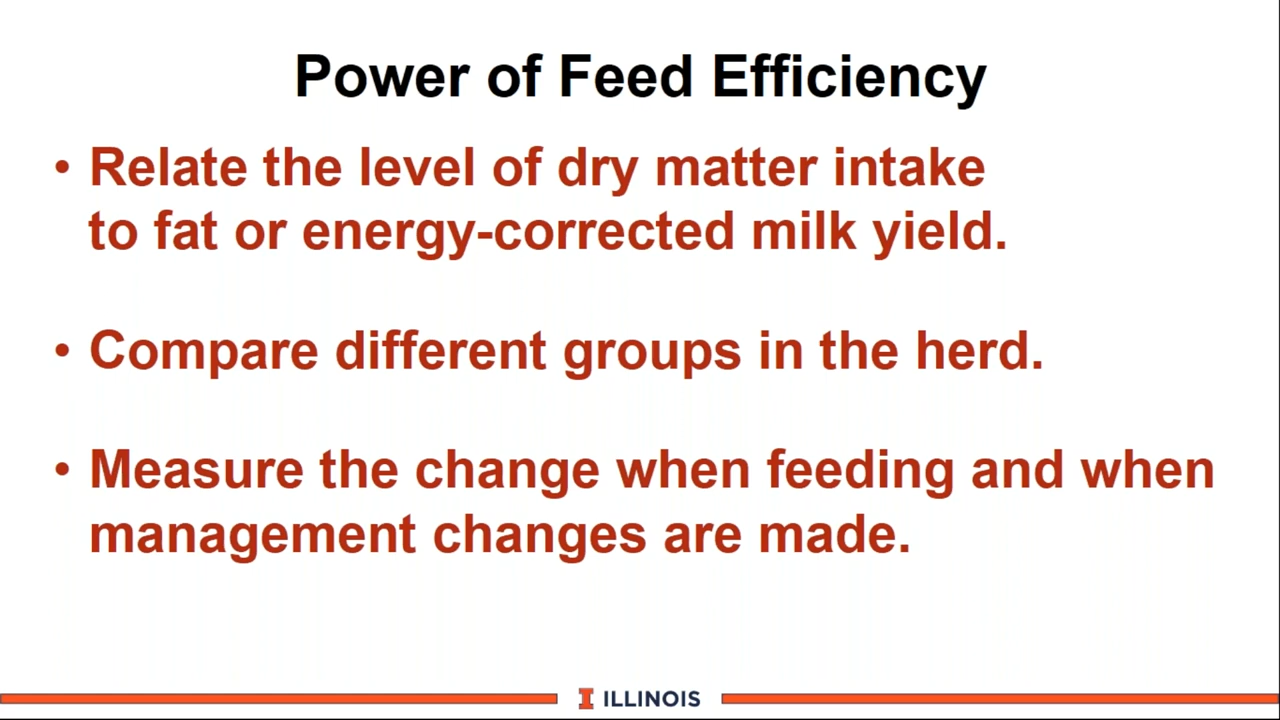 Power of Feed Efficiency
• Relate the level of dry matter intake
to fat or energy-corrected milk yield.
• Compare different groups in the herd.
• Measure the change when feeding and when
management changes are made.
I ILLINOIS